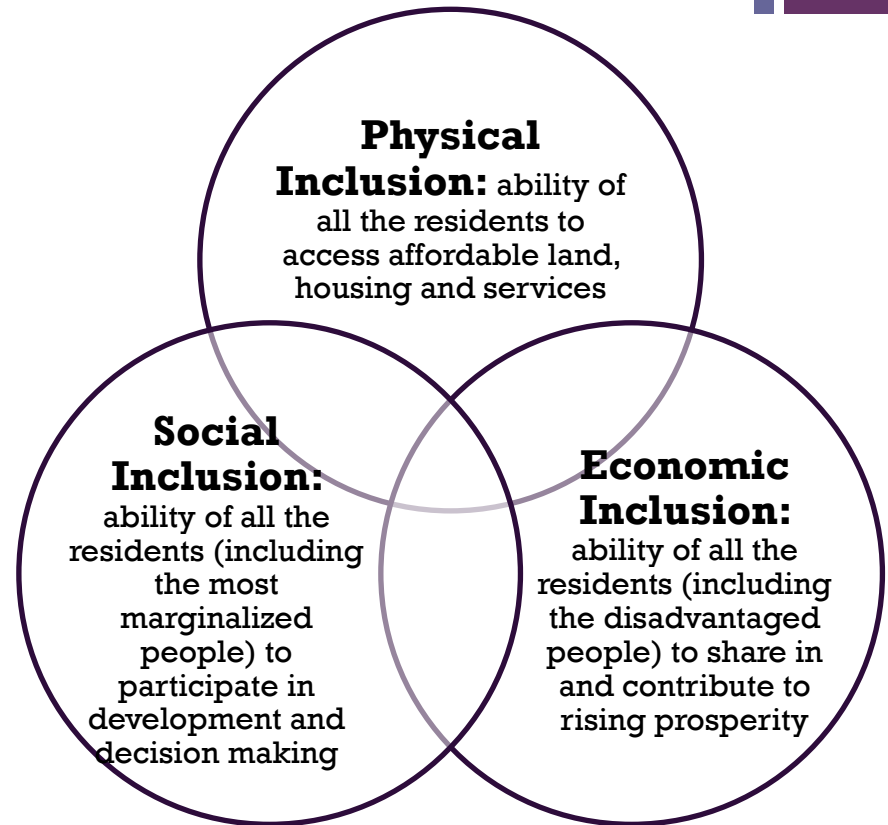 Physical
Inclusion: ability of
all the residents to
access affordable land,
housing and services
Social
Inclusion:
ability of all the
residents (including
the most
marginalized
people) to
participate in
development and
decision making
Economic
Inclusion:
ability of all the
residents (including
the disadvantaged
people) to share in
and contribute to
rising prosperity